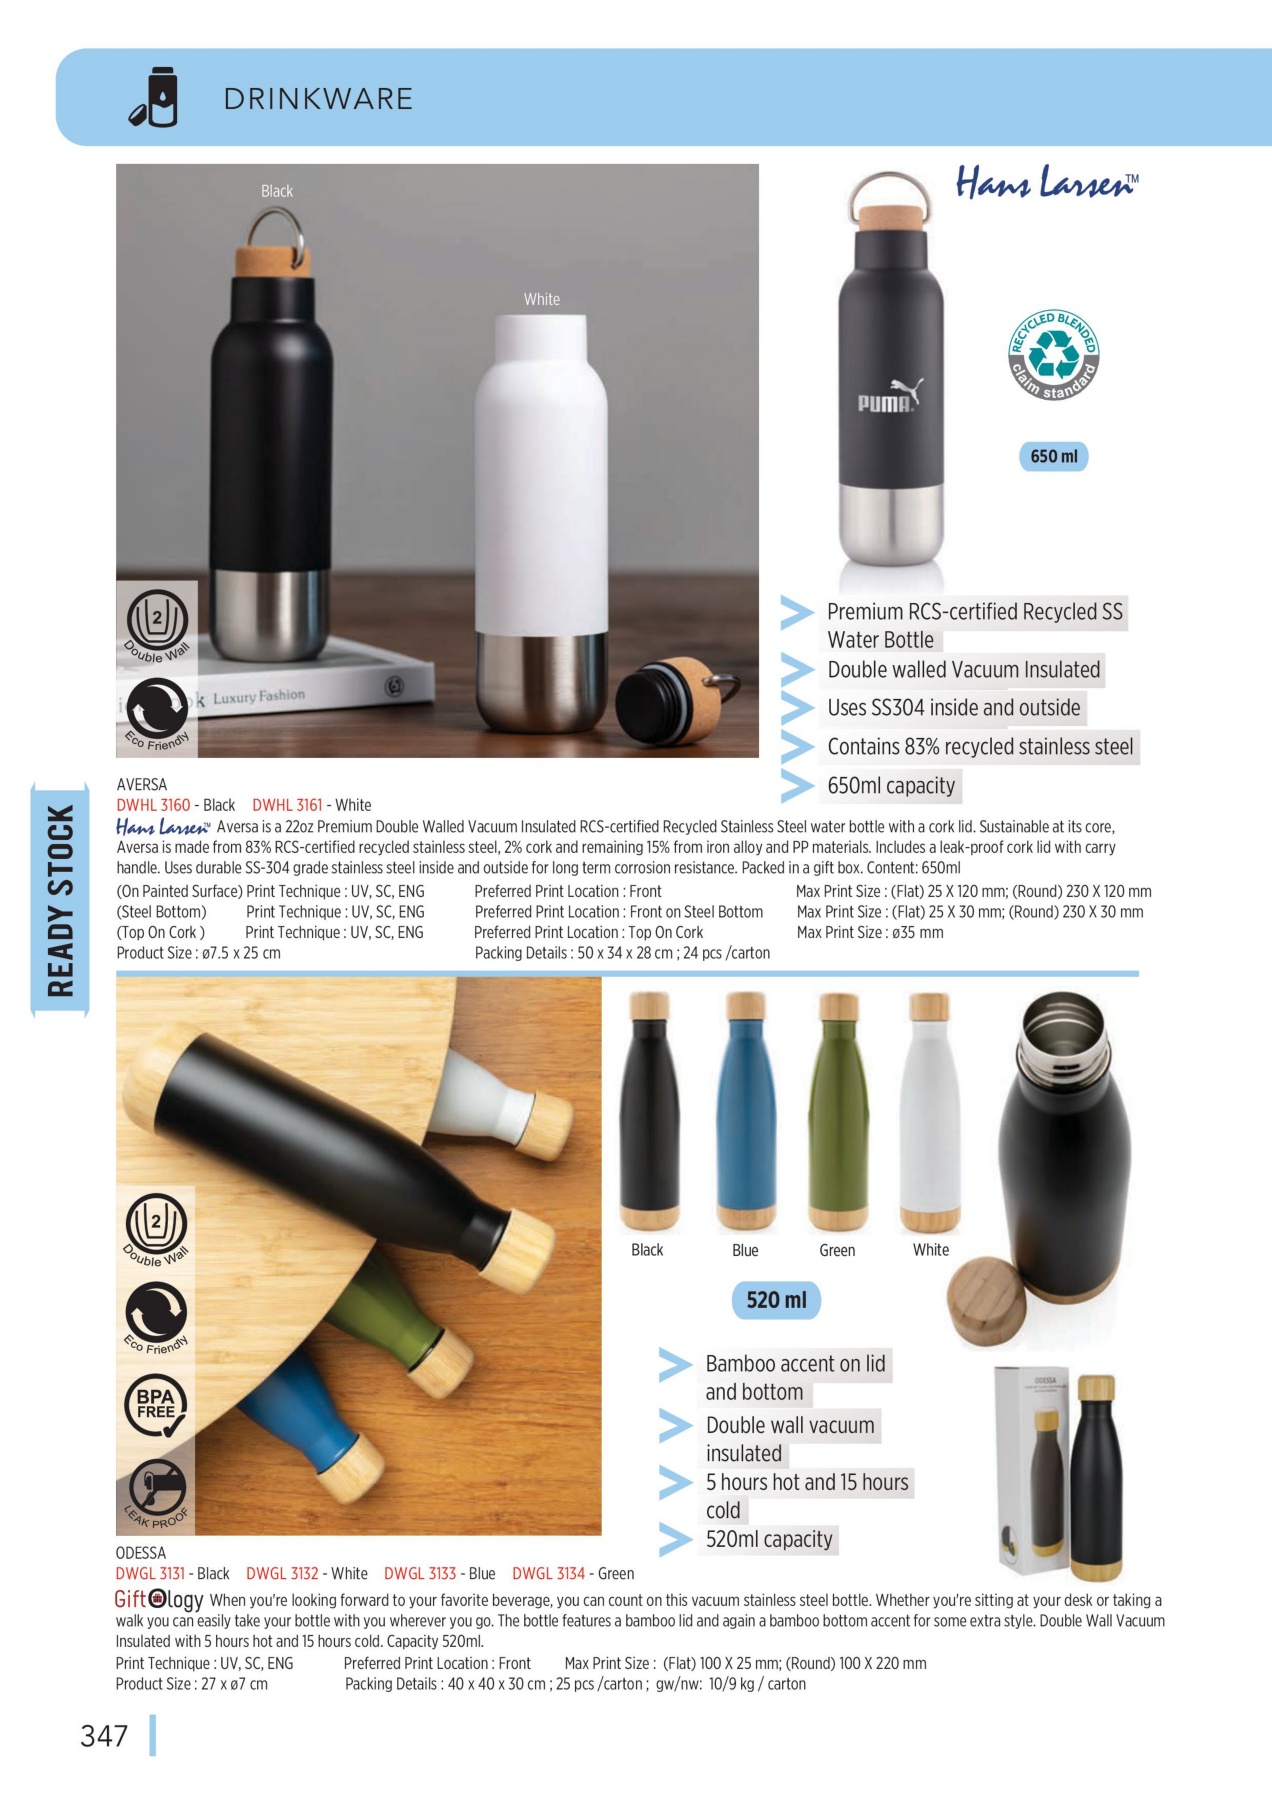 DRINKWARE
Black
White
Hans Larsen™
RECYCLED BLENDED
claim standard
PUMA
650 ml
2
Double Wall
Eco Friendly
Luxury Fashion
Premium RCS-certified Recycled SS
Water Bottle
Double walled Vacuum Insulated
Uses SS304 inside and outside
Contains 83% recycled stainless steel
650ml capacity
READY STOCK
AVERSA
DWHL 3160 - Black DWHL 3161 - White
Hans Larsen™ Aversa is a 22oz Premium Double Walled Vacuum Insulated RCS-certified Recycled Stainless Steel water bottle with a cork lid. Sustainable at its core,
Aversa is made from 83% RCS-certified recycled stainless steel, 2% cork and remaining 15% from iron alloy and PP materials. Includes a leak-proof cork lid with carry
handle. Uses durable SS-304 grade stainless steel inside and outside for long term corrosion resistance. Packed in a gift box. Content: 650ml
(On Painted Surface) Print Technique : UV, SC, ENG Preferred Print Location : Front Max Print Size : (Flat) 25 X 120 mm; (Round) 230 X 120 mm
(Steel Bottom) Print Technique : UV, SC, ENG Preferred Print Location : Front on Steel Bottom Max Print Size : (Flat) 25 X 30 mm; (Round) 230 X 30 mm
(Top On Cork ) Print Technique : UV, SC, ENG Preferred Print Location : Top On Cork Max Print Size : ø35 mm
Product Size : ø7.5 x 25 cm Packing Details : 50 x 34 x 28 cm ; 24 pcs /carton
2
Double Wall
Eco Friendly
BPA
FREE
LEAK PROOF
Black
Blue
Green
White
520 ml
Bamboo accent on lid
and bottom
Double wall vacuum
insulated
5 hours hot and 15 hours
cold
520ml capacity
ODESSA
ODESSA
DWGL 3131 - Black DWGL 3132 - White DWGL 3133 - Blue DWGL 3134 - Green
GiftOlogy When you're looking forward to your favorite beverage, you can count on this vacuum stainless steel bottle. Whether you're sitting at your desk or taking a
walk you can easily take your bottle with you wherever you go. The bottle features a bamboo lid and again a bamboo bottom accent for some extra style. Double Wall Vacuum
Insulated with 5 hours hot and 15 hours cold. Capacity 520ml.
Print Technique : UV, SC, ENG Preferred Print Location : Front Max Print Size : (Flat) 100 X 25 mm; (Round) 100 X 220 mm
Product Size : 27 x ø7 cm Packing Details : 40 x 40 x 30 cm ; 25 pcs /carton ; gw/nw: 10/9 kg / carton
347